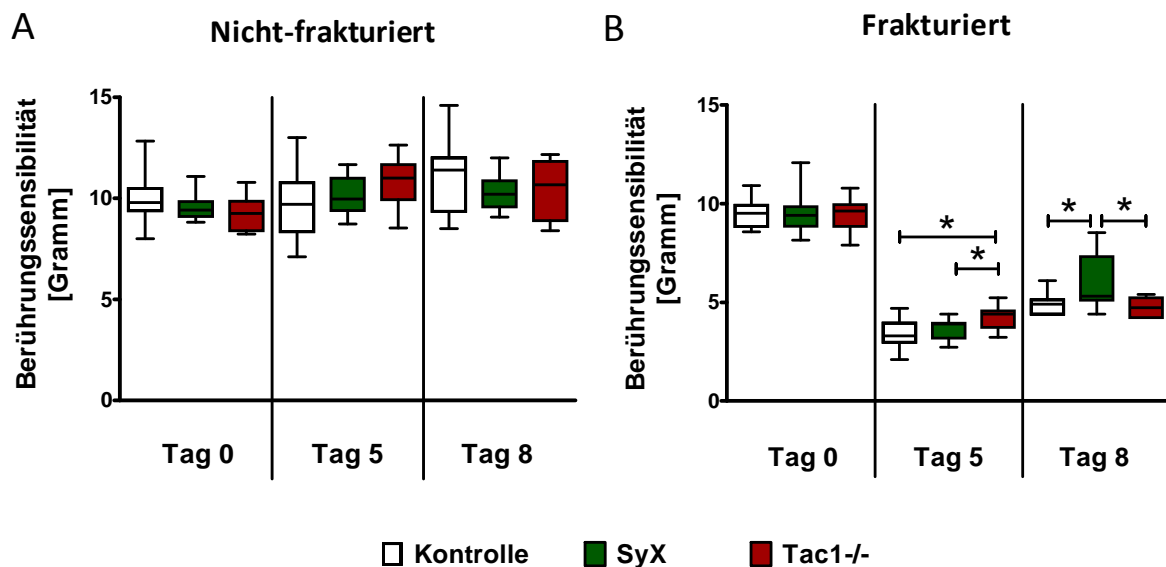 A
Nicht-frakturiert
Berührungssensibilität
[Gramm]
15
10
5
0
Tag 0
Tag 5
Tag 8
B
Frakturiert
Berührungssensibilität
[Gramm]
15
10
5
0
*
*
*
*
Tag 0
Tag 5
Tag 8
Kontrolle
SyX
Tac1-/-